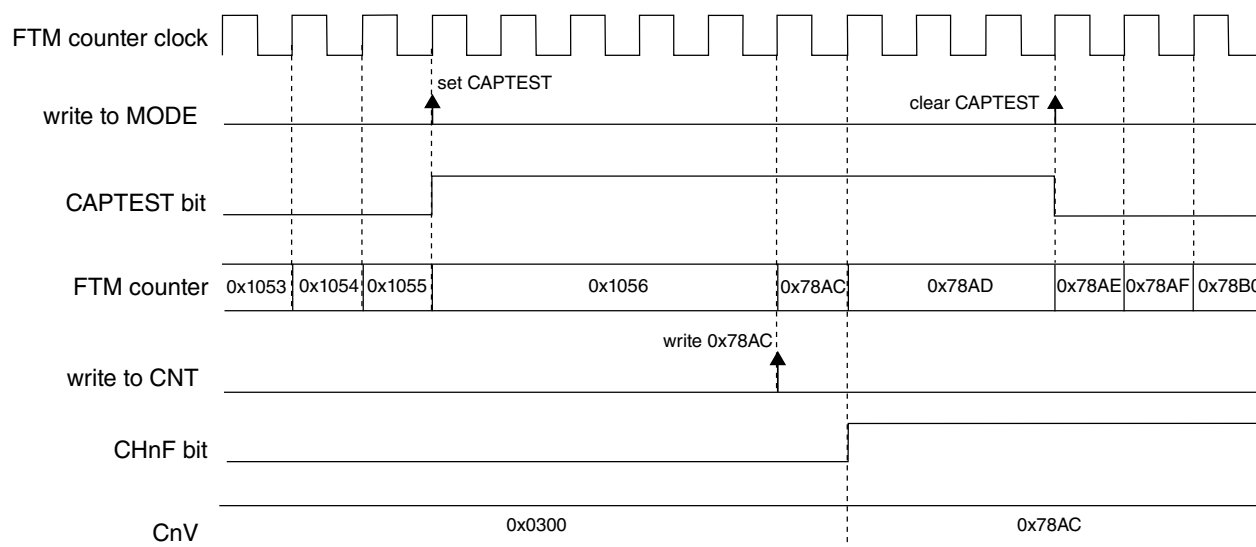 FTM counter clock
set CAPTEST
write to MODE
clear CAPTEST
CAPTEST bit
FTM counter 0x1053 0x1054 0x1055 0x1056 0x78AC 0x78AD 0x78AE 0x78AF 0x78B0
write 0x78AC
write to CNT
CHnF bit
CnV 0x0300 0x78AC